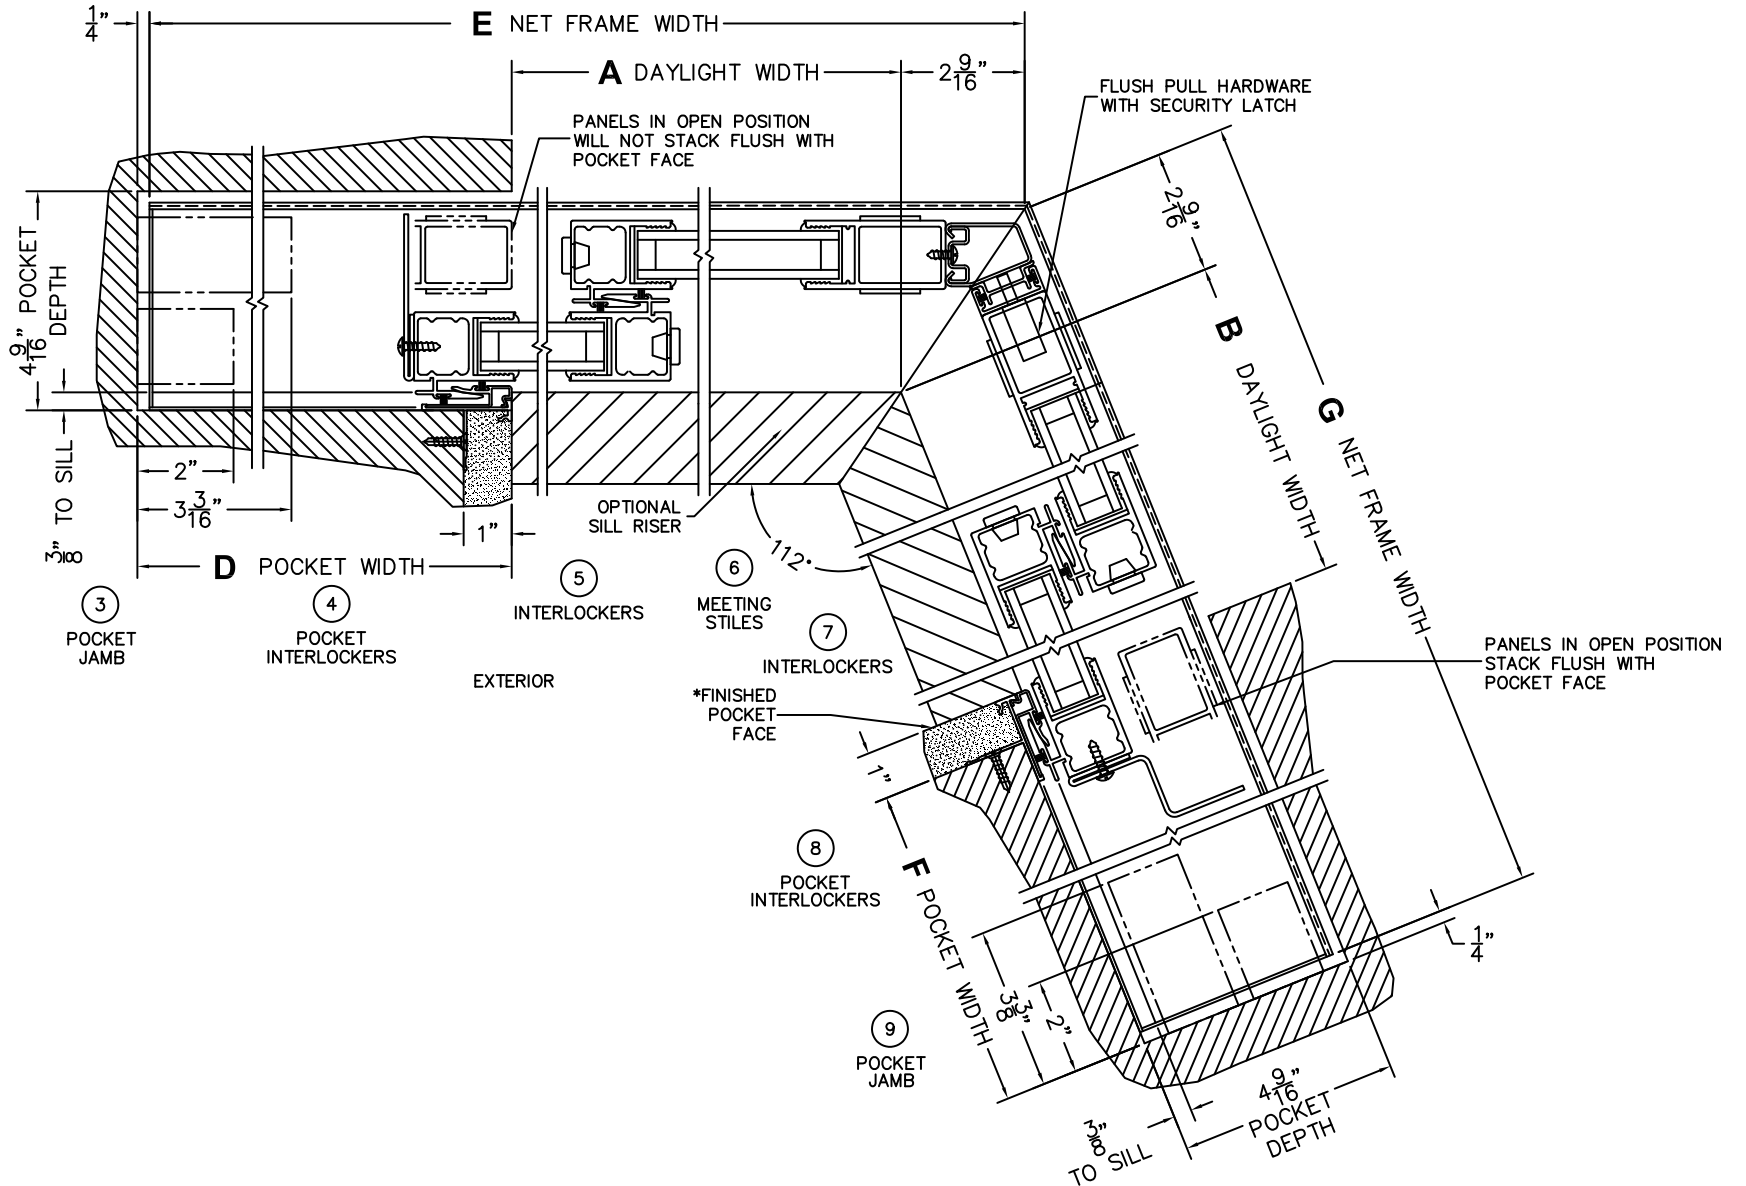 1/4"
E NET FRAME WIDTH
A DAYLIGHT WIDTH
2 9/16"
FLUSH PULL HARDWARE
WITH SECURITY LATCH
PANELS IN OPEN POSITION
WILL NOT STACK FLUSH WITH
POCKET FACE
4 9/16" POCKET
DEPTH
3/8" TO SILL
2"
3 3/16"
1"
D POCKET WIDTH
OPTIONAL
SILL RISER
112°
2 9/16"
B DAYLIGHT WIDTH
G NET FRAME WIDTH
3
POCKET
JAMB
4
POCKET
INTERLOCKERS
5
INTERLOCKERS
6
MEETING
STILES
7
INTERLOCKERS
EXTERIOR
*FINISHED
POCKET
FACE
PANELS IN OPEN POSITION
STACK FLUSH WITH
POCKET FACE
1"
8
POCKET
INTERLOCKERS
F POCKET WIDTH
3 3/8"
2"
1/4"
9
POCKET
JAMB
4 9/16"
POCKET
DEPTH
3/8"
TO SILL